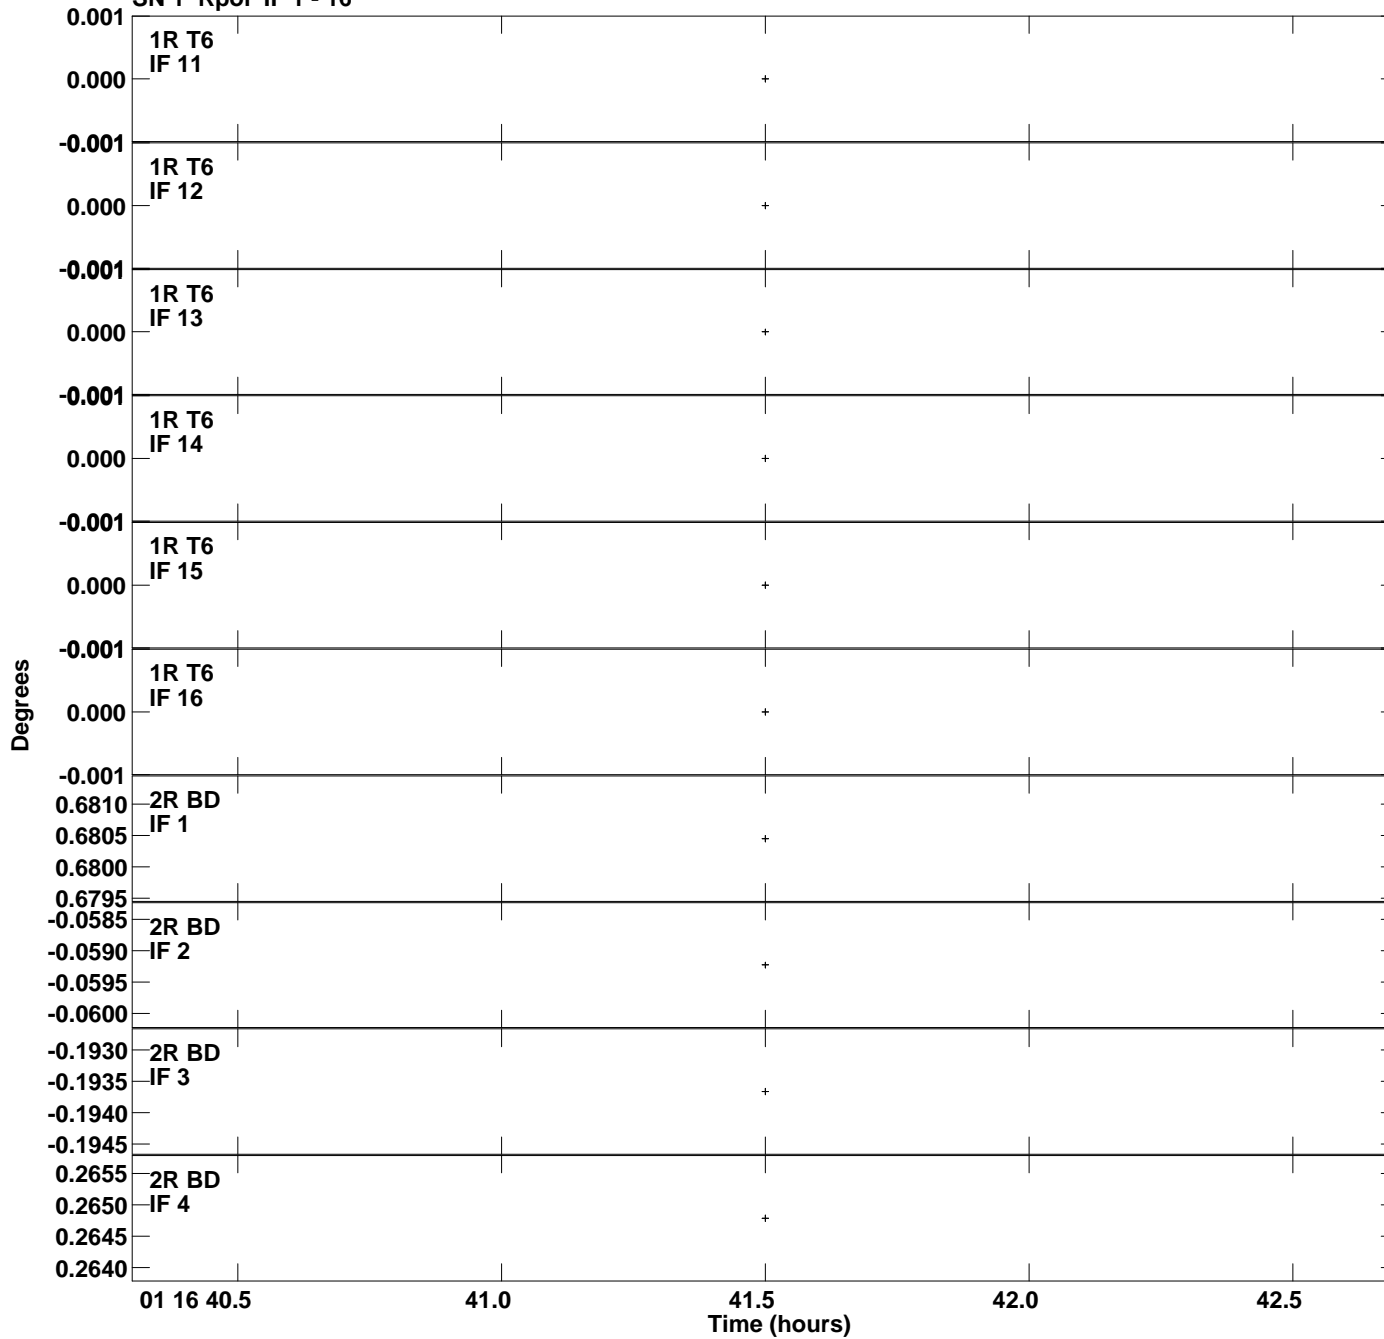 SN 1 Rpol IF 1 - 16
0.001
1R T6
IF 11
0.000
-0.001
1R T6
IF 12
0.000
-0.001
1R T6
IF 13
0.000
-0.001
1R T6
IF 14
0.000
-0.001
1R T6
IF 15
0.000
-0.001
1R T6
IF 16
0.000
-0.001
Degrees
2R BD
IF 1
0.6810
0.6805
0.6800
0.6795
2R BD
IF 2
-0.0585
-0.0590
-0.0595
-0.0600
2R BD
IF 3
-0.1930
-0.1935
-0.1940
-0.1945
2R BD
IF 4
0.2655
0.2650
0.2645
0.2640
01 16 40.5 41.0 41.5 42.0 42.5
Time (hours)